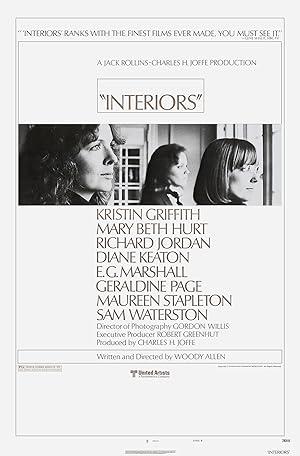 "'INTERIORS' RANKS WITH THE FINEST FILMS EVER MADE. YOU MUST SEE IT."
A JACK ROLLINS-CHARLES H. JOFFE PRODUCTION
"INTERIORS"
KRISTIN GRIFFITH
MARY BETH HURT
RICHARD JORDAN
DIANE KEATON
E.G. MARSHALL
GERALDINE PAGE
MAUREEN STAPLETON
SAM WATERSTON
Director of Photography GORDON WILLIS
Executive Producer ROBERT GREENHUT
Produced by CHARLES H. JOFFE
Written and Directed by WOODY ALLEN
PG
United Artists
"INTERIORS"